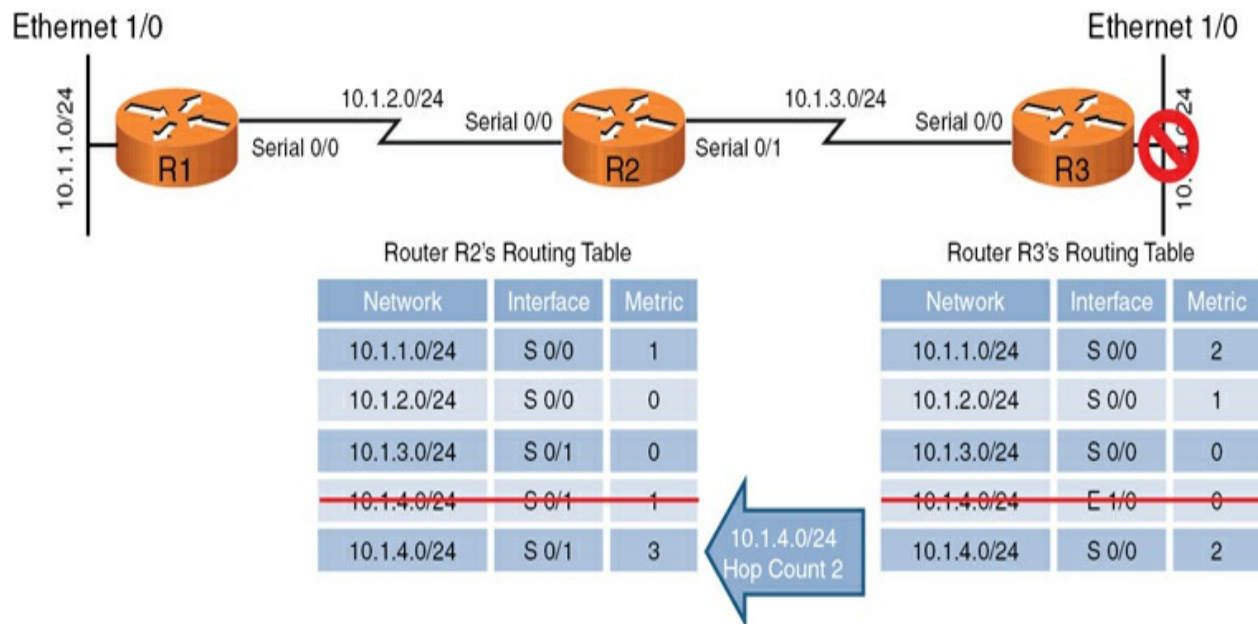 Ethernet 1/0
Ethernet 1/0
10.1.1.0/24
R1
Serial 0/0
10.1.2.0/24
Serial 0/0
R2
Serial 0/1
10.1.3.0/24
Serial 0/0
R3
Router R2's Routing Table
Network Interface Metric
10.1.1.0/24 S 0/0 1
10.1.2.0/24 S 0/0 0
10.1.3.0/24 S 0/1 0
10.1.4.0/24 S 0/1 1
10.1.4.0/24 S 0/1 3
10.1.4.0/24
Hop Count 2
Router R3's Routing Table
Network Interface Metric
10.1.1.0/24 S 0/0 2
10.1.2.0/24 S 0/0 1
10.1.3.0/24 S 0/0 0
10.1.4.0/24 E 1/0 0
10.1.4.0/24 S 0/0 2